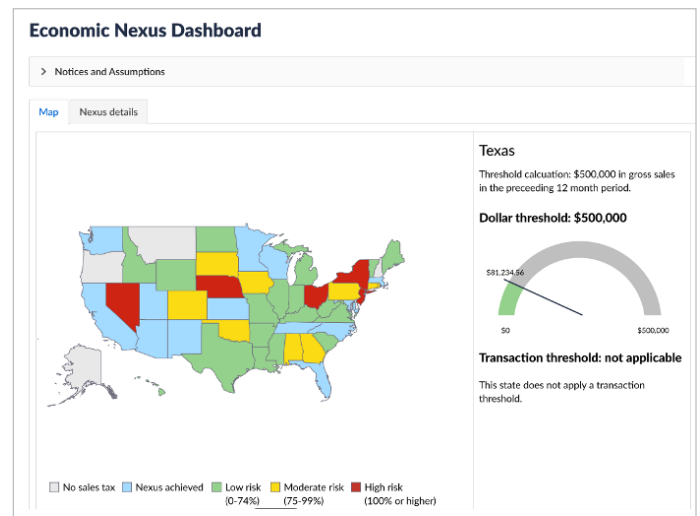 Economic Nexus Dashboard
> Notices and Assumptions
Map
Nexus details
Texas
Threshold calcuation: $500,000 in gross sales
in the preceeding 12 month period.
Dollar threshold: $500,000
$81,234.56
$0
$500,000
Transaction threshold: not applicable
This state does not apply a transaction
threshold.
No sales tax
Nexus achieved
Low risk
(0-74%)
Moderate risk
(75-99%)
High risk
(100% or higher)